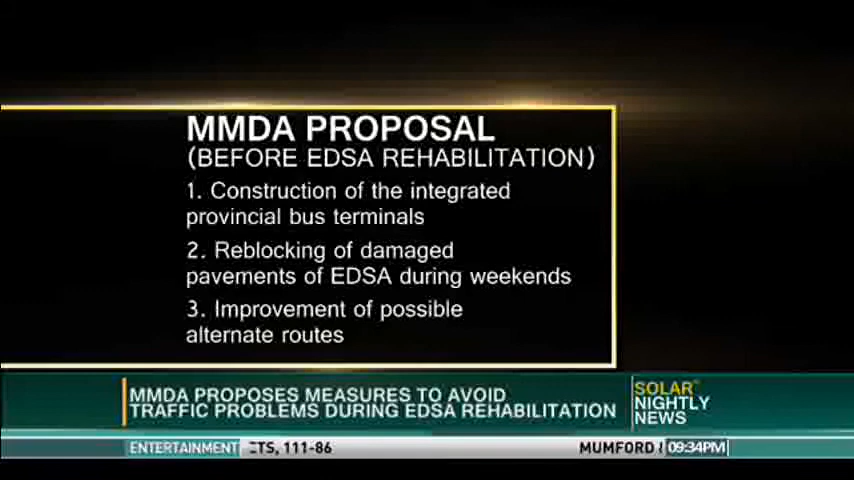 MMDA PROPOSAL
(BEFORE EDSA REHABILITATION)
1. Construction of the integrated
provincial bus terminals
2. Reblocking of damaged
pavements of EDSA during weekends
3. Improvement of possible
alternate routes
MMDA PROPOSES MEASURES TO AVOID
TRAFFIC PROBLEMS DURING EDSA REHABILITATION
SOLAR
NIGHTLY
NEWS
ENTERTAINMENT
TS, 111-86
MUMFORD
09:34PM